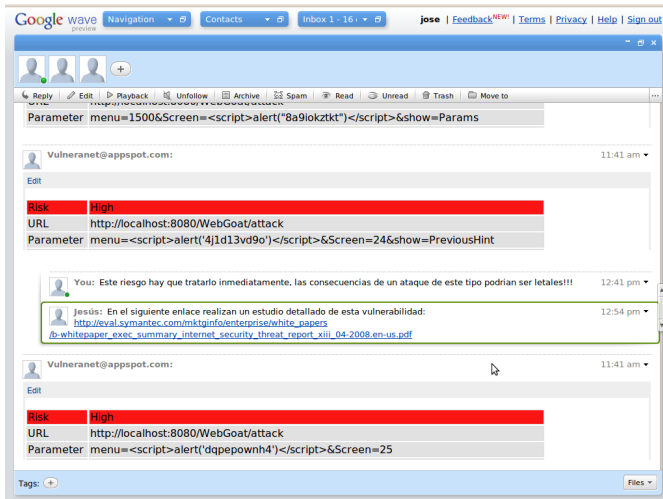 Google wave Navigation Contacts Inbox 1 - 16 jose | Feedback NEW! | Terms | Privacy | Help | Sign out
preview
+
Reply Edit Playback Unfollow Archive Spam Read Unread Trash Move to ...
URL http://localhost:8080/WebGoat/attack
Parameter menu=1500&Screen=<script>alert("8a9iokztkt")</script>&show=Params
Vulneranet@appspot.com: 11:41 am
Edit
Risk High
URL http://localhost:8080/WebGoat/attack
Parameter menu=<script>alert('4j1d13vd9o')</script>&Screen=24&show=PreviousHint
You: Este riesgo hay que tratarlo inmediatamente, las consecuencias de un ataque de este tipo podrian ser letales!!! 12:41 pm
Jesús: En el siguiente enlace realizan un estudio detallado de esta vulnerabilidad: 12:54 pm
http://eval.symantec.com/mktginfo/enterprise/white_papers
/b-whitepaper_exec_summary_internet_security_threat_report_xiii_04-2008.en-us.pdf
Vulneranet@appspot.com: 11:41 am
Edit
Risk High
URL http://localhost:8080/WebGoat/attack
Parameter menu=<script>alert('dqpepownh4')</script>&Screen=25
Tags: + Files